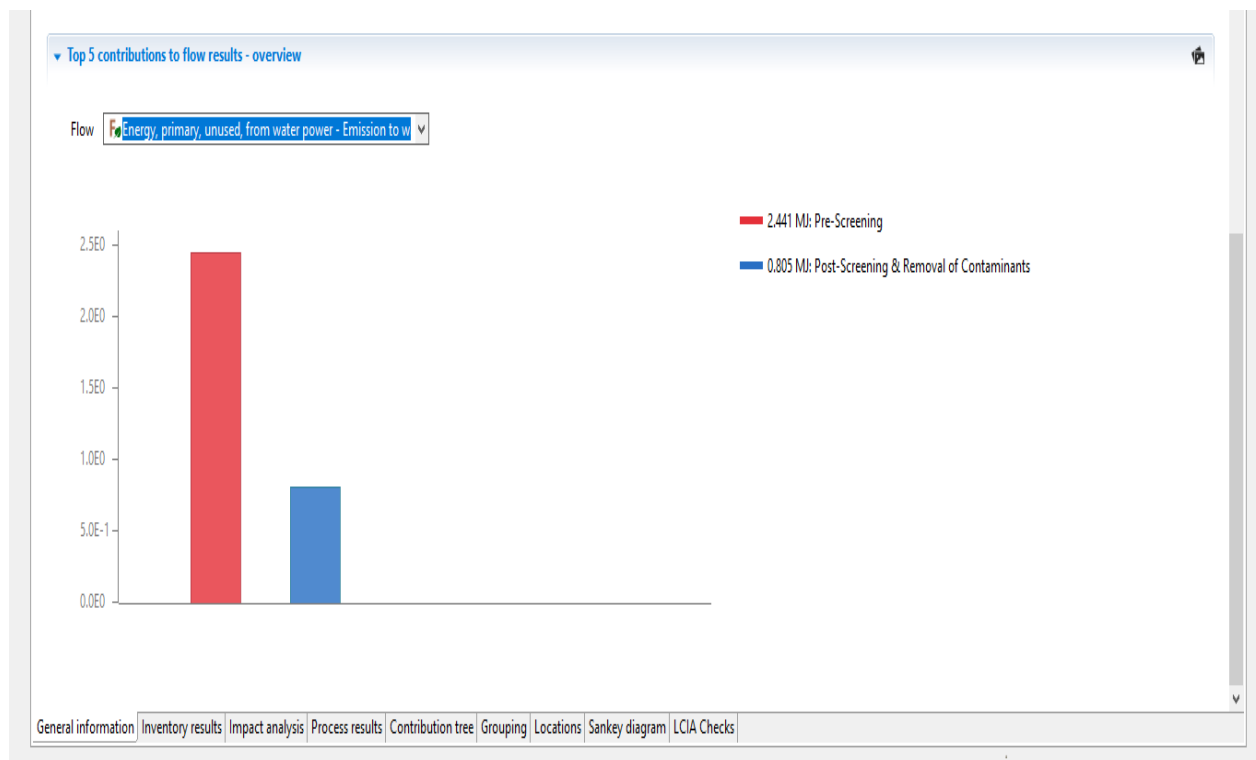 Top 5 contributions to flow results - overview
Flow Energy, primary, unused, from water power - Emission to w
2.441 MJ: Pre-Screening
0.805 MJ: Post-Screening & Removal of Contaminants
2.5E0
2.0E0
1.5E0
1.0E0
5.0E-1
0.0E0
General information Inventory results Impact analysis Process results Contribution tree Grouping Locations Sankey diagram LCIA Checks